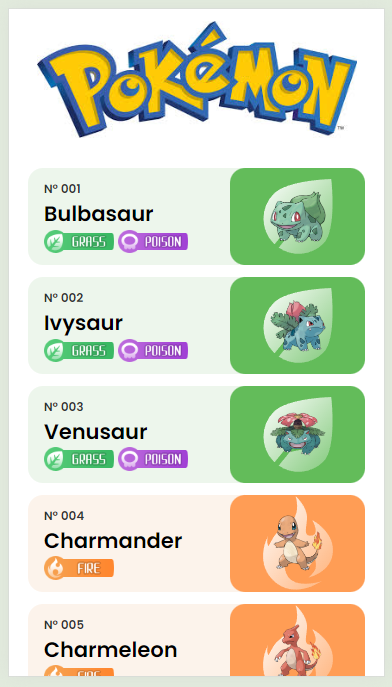 Pokémon
TM
Nº 001
Bulbasaur
GRASS POISON
Nº 002
Ivysaur
GRASS POISON
Nº 003
Venusaur
GRASS POISON
Nº 004
Charmander
FIRE
Nº 005
Charmeleon
FIRE